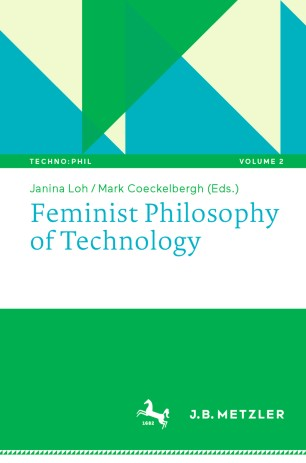 TECHNO:PHIL VOLUME 2
Janina Loh / Mark Coeckelbergh (Eds.)
Feminist Philosophy
of Technology
1682
J.B. METZLER